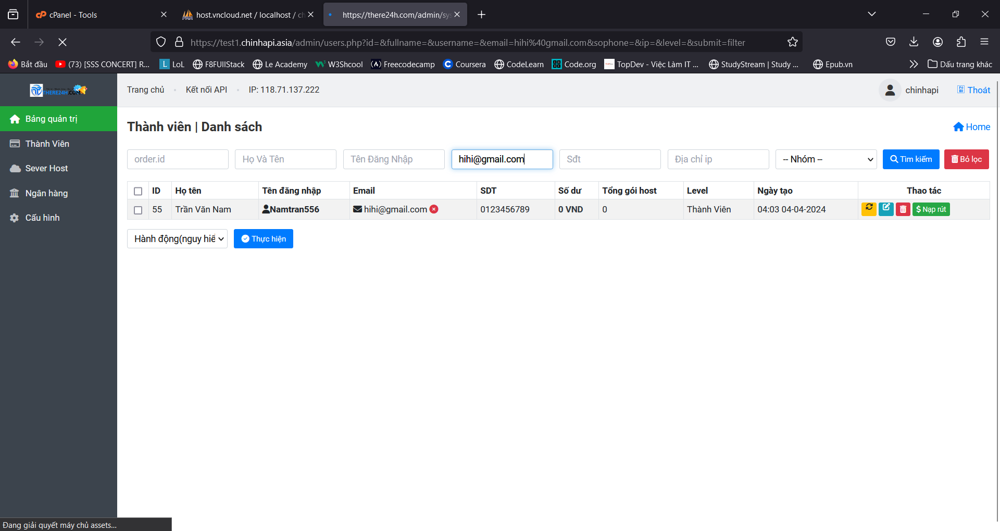 cPanel - Tools
host.vncloud.net / localhost / ch
https://there24h.com/admin/sys
https://test1.chinhapi.asia/admin/users.php?id=&fullname=&username=&email=hihi%40gmail.com&sophone=&ip=&level=&submit=filter
Bắt đầu
(73) [SSS CONCERT] R...
L LoL
F8FUllStack
Le Academy
W3Shcool
Freecodecamp
Coursera
CodeLearn
Code.org
TopDev - Việc Làm IT ...
StudyStream | Study ...
Epub.vn
Dấu trang khác
THERE24H.COM
Trang chủ
Kết nối API
IP: 118.71.137.222
chinhapi
Thoát
Bảng quản trị
Thành Viên
Sever Host
Ngân hàng
Cấu hình
Thành viên | Danh sách
Home
order.id
Họ Và Tên
Tên Đăng Nhập
hihi@gmail.com
Sđt
Địa chỉ ip
-- Nhóm --
Tìm kiếm
Bỏ lọc
ID Họ tên Tên đăng nhập Email SDT Số dư Tổng gói host Level Ngày tạo Thao tác
55 Trần Văn Nam Namtran556 hihi@gmail.com 0123456789 0 VND 0 Thành Viên 04:03 04-04-2024 $ Nạp rút
Hành động(nguy hiể
Thực hiện
Đang giải quyết máy chủ assets...